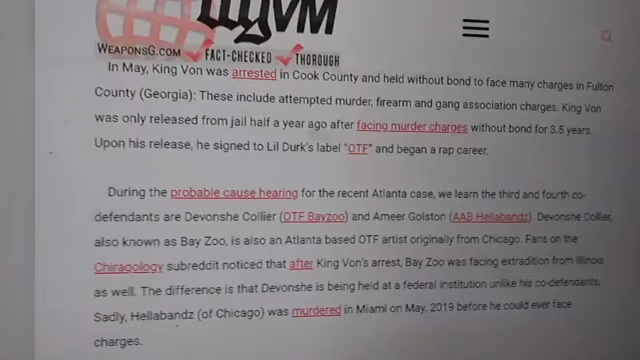 VM
WEAPONSG.COM FACT-CHECKED THOROUGH
In May, King Von was arrested in Cook County and held without bond to face many charges in Fulton
County (Georgia): These include attempted murder, firearm and gang association charges. King Von
was only released from jail half a year ago after facing murder charges without bond for 3.5 years.
Upon his release, he signed to Lil Durk's label "OTF" and began a rap career.
During the probable cause hearing for the recent Atlanta case, we learn the third and fourth co-
defendants are Devonshe Collier (OTF Bayzoo) and Ameer Golston (AAB Hellabandz). Devonshe Collier,
also known as Bay Zoo, is also an Atlanta based OTF artist originally from Chicago. Fans on the
Chiraqology subreddit noticed that after King Von's arrest, Bay Zoo was facing extradition from Illinois
as well. The difference is that Devonshe is being held at a federal institution unlike his co-defendants.
Sadly, Hellabandz (of Chicago) was murdered in Miami on May, 2019 before he could ever face
charges.